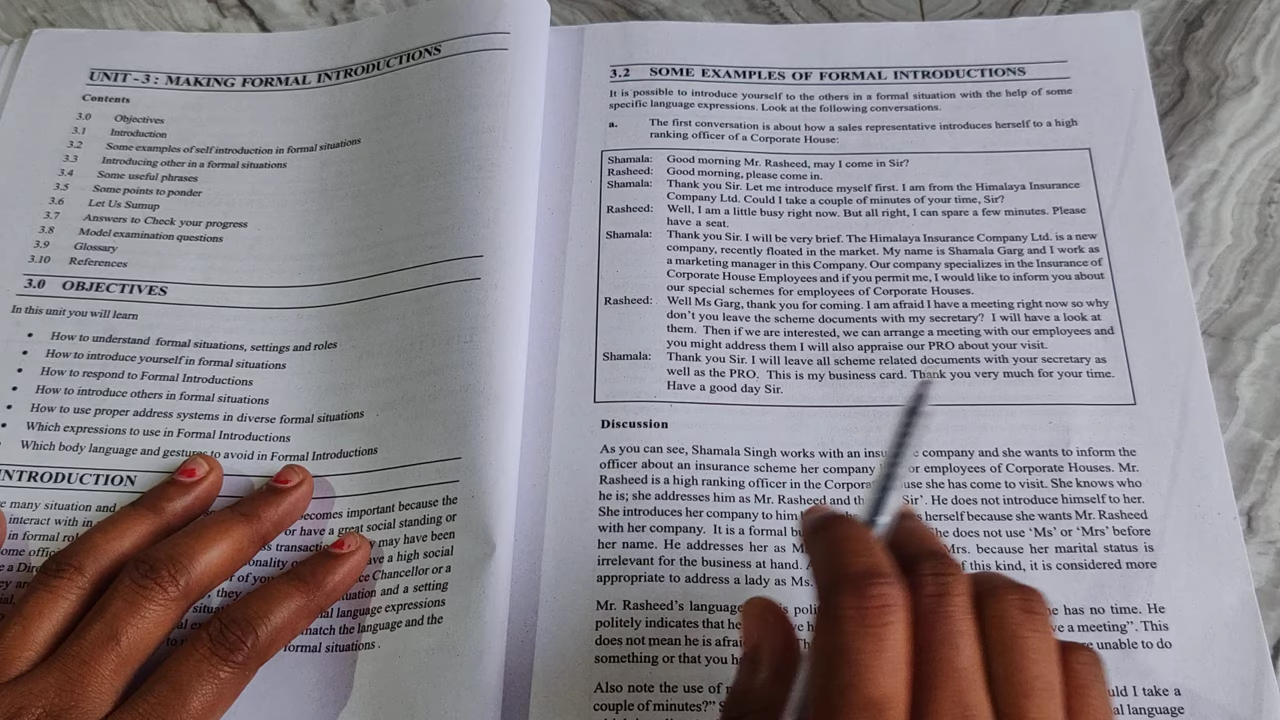 UNIT - 3 : MAKING FORMAL INTRODUCTIONS
Contents
3.0 Objectives
3.1 Introduction
3.2 Some examples of self introduction in formal situations
3.3 Introducing other in a formal situations
3.4 Some useful phrases
3.5 Some points to ponder
3.6 Let Us Sumup
3.7 Answers to Check your progress
3.8 Model examination questions
3.9 Glossary
3.10 References
3.0 OBJECTIVES
In this unit you will learn
• How to understand formal situations, settings and roles
• How to introduce yourself in formal situations
• How to respond to Formal Introductions
• How to introduce others in formal situations
• How to use proper address systems in diverse formal situations
• Which expressions to use in Formal Introductions
Which body language and gestures to avoid in Formal Introductions
INTRODUCTION
many situation and becomes important because the
interact with in or have a great social standing or
in formal may have been
have a high social
of you Chancellor or a
they situation and a setting
language expressions
match the language and the
formal situations .
3.2 SOME EXAMPLES OF FORMAL INTRODUCTIONS
It is possible to introduce yourself to the others in a formal situation with the help of some
specific language expressions. Look at the following conversations.
a. The first conversation is about how a sales representative introduces herself to a high
ranking officer of a Corporate House:
Shamala: Good morning Mr. Rasheed, may I come in Sir?
Rasheed: Good morning, please come in.
Shamala: Thank you Sir. Let me introduce myself first. I am from the Himalaya Insurance
Company Ltd. Could I take a couple of minutes of your time, Sir?
Rasheed: Well, I am a little busy right now. But all right, I can spare a few minutes. Please
have a seat.
Shamala: Thank you Sir. I will be very brief. The Himalaya Insurance Company Ltd. is a new
company, recently floated in the market. My name is Shamala Garg and I work as
a marketing manager in this Company. Our company specializes in the Insurance of
Corporate House Employees and if you permit me, I would like to inform you about
our special schemes for employees of Corporate Houses.
Rasheed: Well Ms Garg, thank you for coming. I am afraid I have a meeting right now so why
don't you leave the scheme documents with my secretary? I will have a look at
them. Then if we are interested, we can arrange a meeting with our employees and
you might address them I will also appraise our PRO about your visit.
Shamala: Thank you Sir. I will leave all scheme related documents with your secretary as
well as the PRO. This is my business card. Thank you very much for your time.
Have a good day Sir.
Discussion
As you can see, Shamala Singh works with an company and she wants to inform the
officer about an insurance scheme her company or employees of Corporate Houses. Mr.
Rasheed is a high ranking officer in the she has come to visit. She knows who
he is; she addresses him as Mr. Rasheed and Sir'. He does not introduce himself to her.
She introduces her company to him herself because she wants Mr. Rasheed
with her company. It is a formal does not use 'Ms' or 'Mrs' before
her name. He addresses her as Mrs. because her marital status is
irrelevant for the business at hand. of this kind, it is considered more
appropriate to address a lady as Ms.
Mr. Rasheed's language has no time. He
politely indicates that he a meeting". This
does not mean he is unable to do
something or that you
Also note the use of I take a
couple of minutes?" language